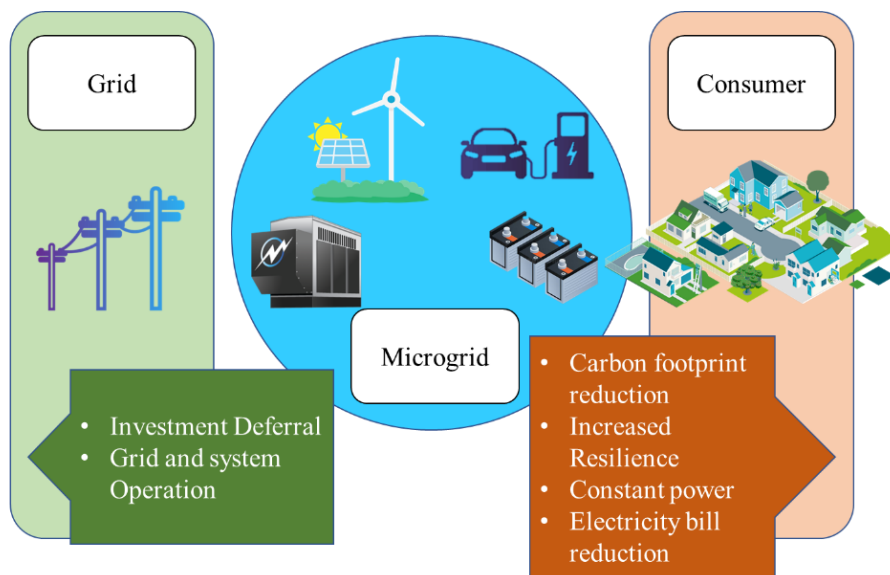 Grid
Consumer
Microgrid
• Investment Deferral
• Grid and system
Operation
• Carbon footprint
reduction
• Increased
Resilience
• Constant power
• Electricity bill
reduction